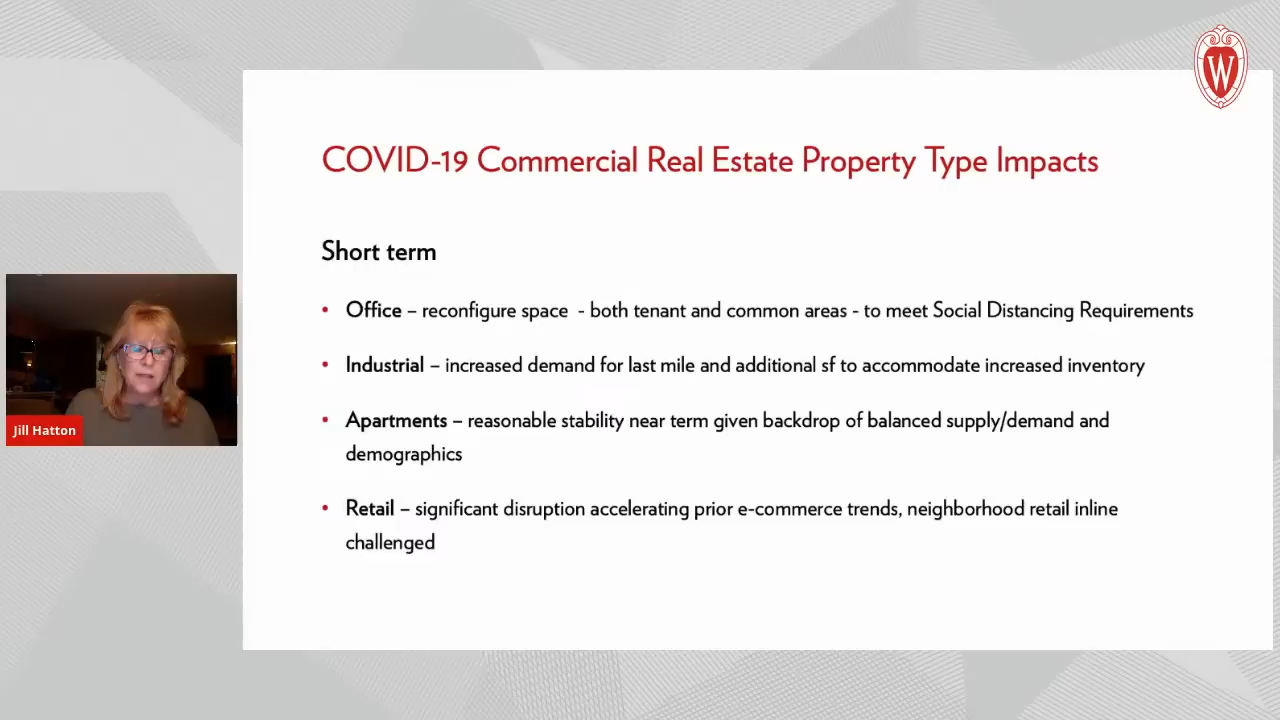 W
COVID-19 Commercial Real Estate Property Type Impacts
Short term
• Office – reconfigure space - both tenant and common areas - to meet Social Distancing Requirements
• Industrial – increased demand for last mile and additional sf to accommodate increased inventory
• Apartments – reasonable stability near term given backdrop of balanced supply/demand and
demographics
• Retail – significant disruption accelerating prior e-commerce trends, neighborhood retail inline
challenged
Jill Hatton